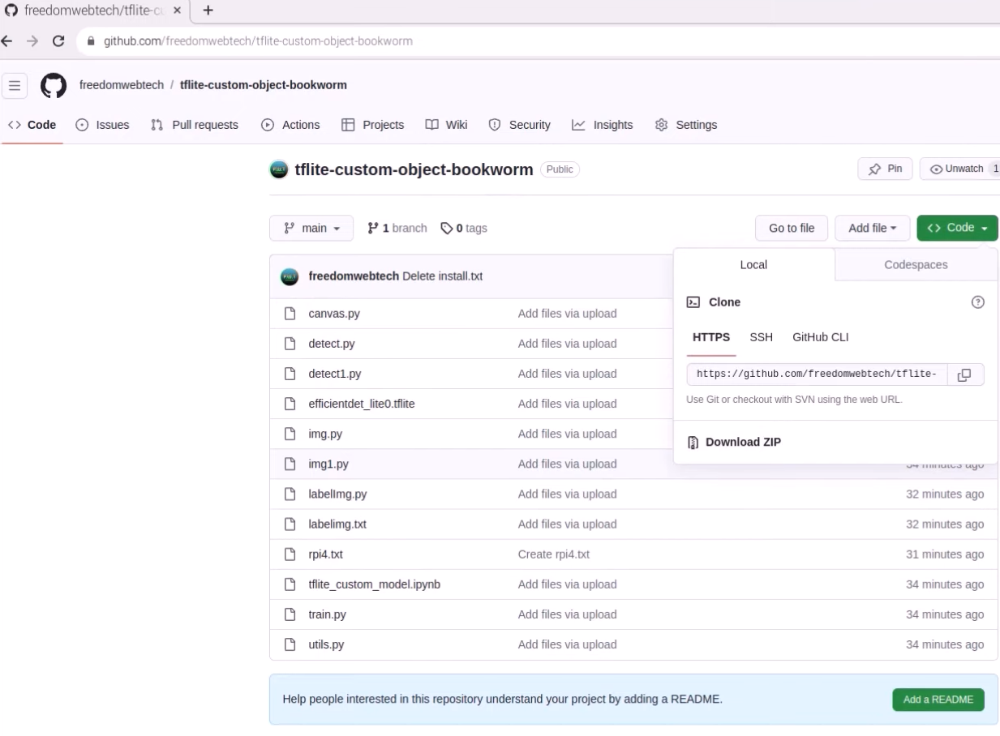 freedomwebtech/tflite-cu
github.com/freedomwebtech/tflite-custom-object-bookworm
freedomwebtech / tflite-custom-object-bookworm
Code Issues Pull requests Actions Projects Wiki Security Insights Settings
tflite-custom-object-bookworm Public Pin Unwatch 1
main 1 branch 0 tags Go to file Add file Code
Local Codespaces
freedomwebtech Delete install.txt
Clone
HTTPS SSH GitHub CLI
https://github.com/freedomwebtech/tflite-
Use Git or checkout with SVN using the web URL.
Download ZIP
canvas.py Add files via upload
detect.py Add files via upload
detect1.py Add files via upload
efficientdet_lite0.tflite Add files via upload
img.py Add files via upload
img1.py Add files via upload 34 minutes ago
labelImg.py Add files via upload 32 minutes ago
labelimg.txt Add files via upload 32 minutes ago
rpi4.txt Create rpi4.txt 31 minutes ago
tflite_custom_model.ipynb Add files via upload 34 minutes ago
train.py Add files via upload 34 minutes ago
utils.py Add files via upload 34 minutes ago
Help people interested in this repository understand your project by adding a README. Add a README